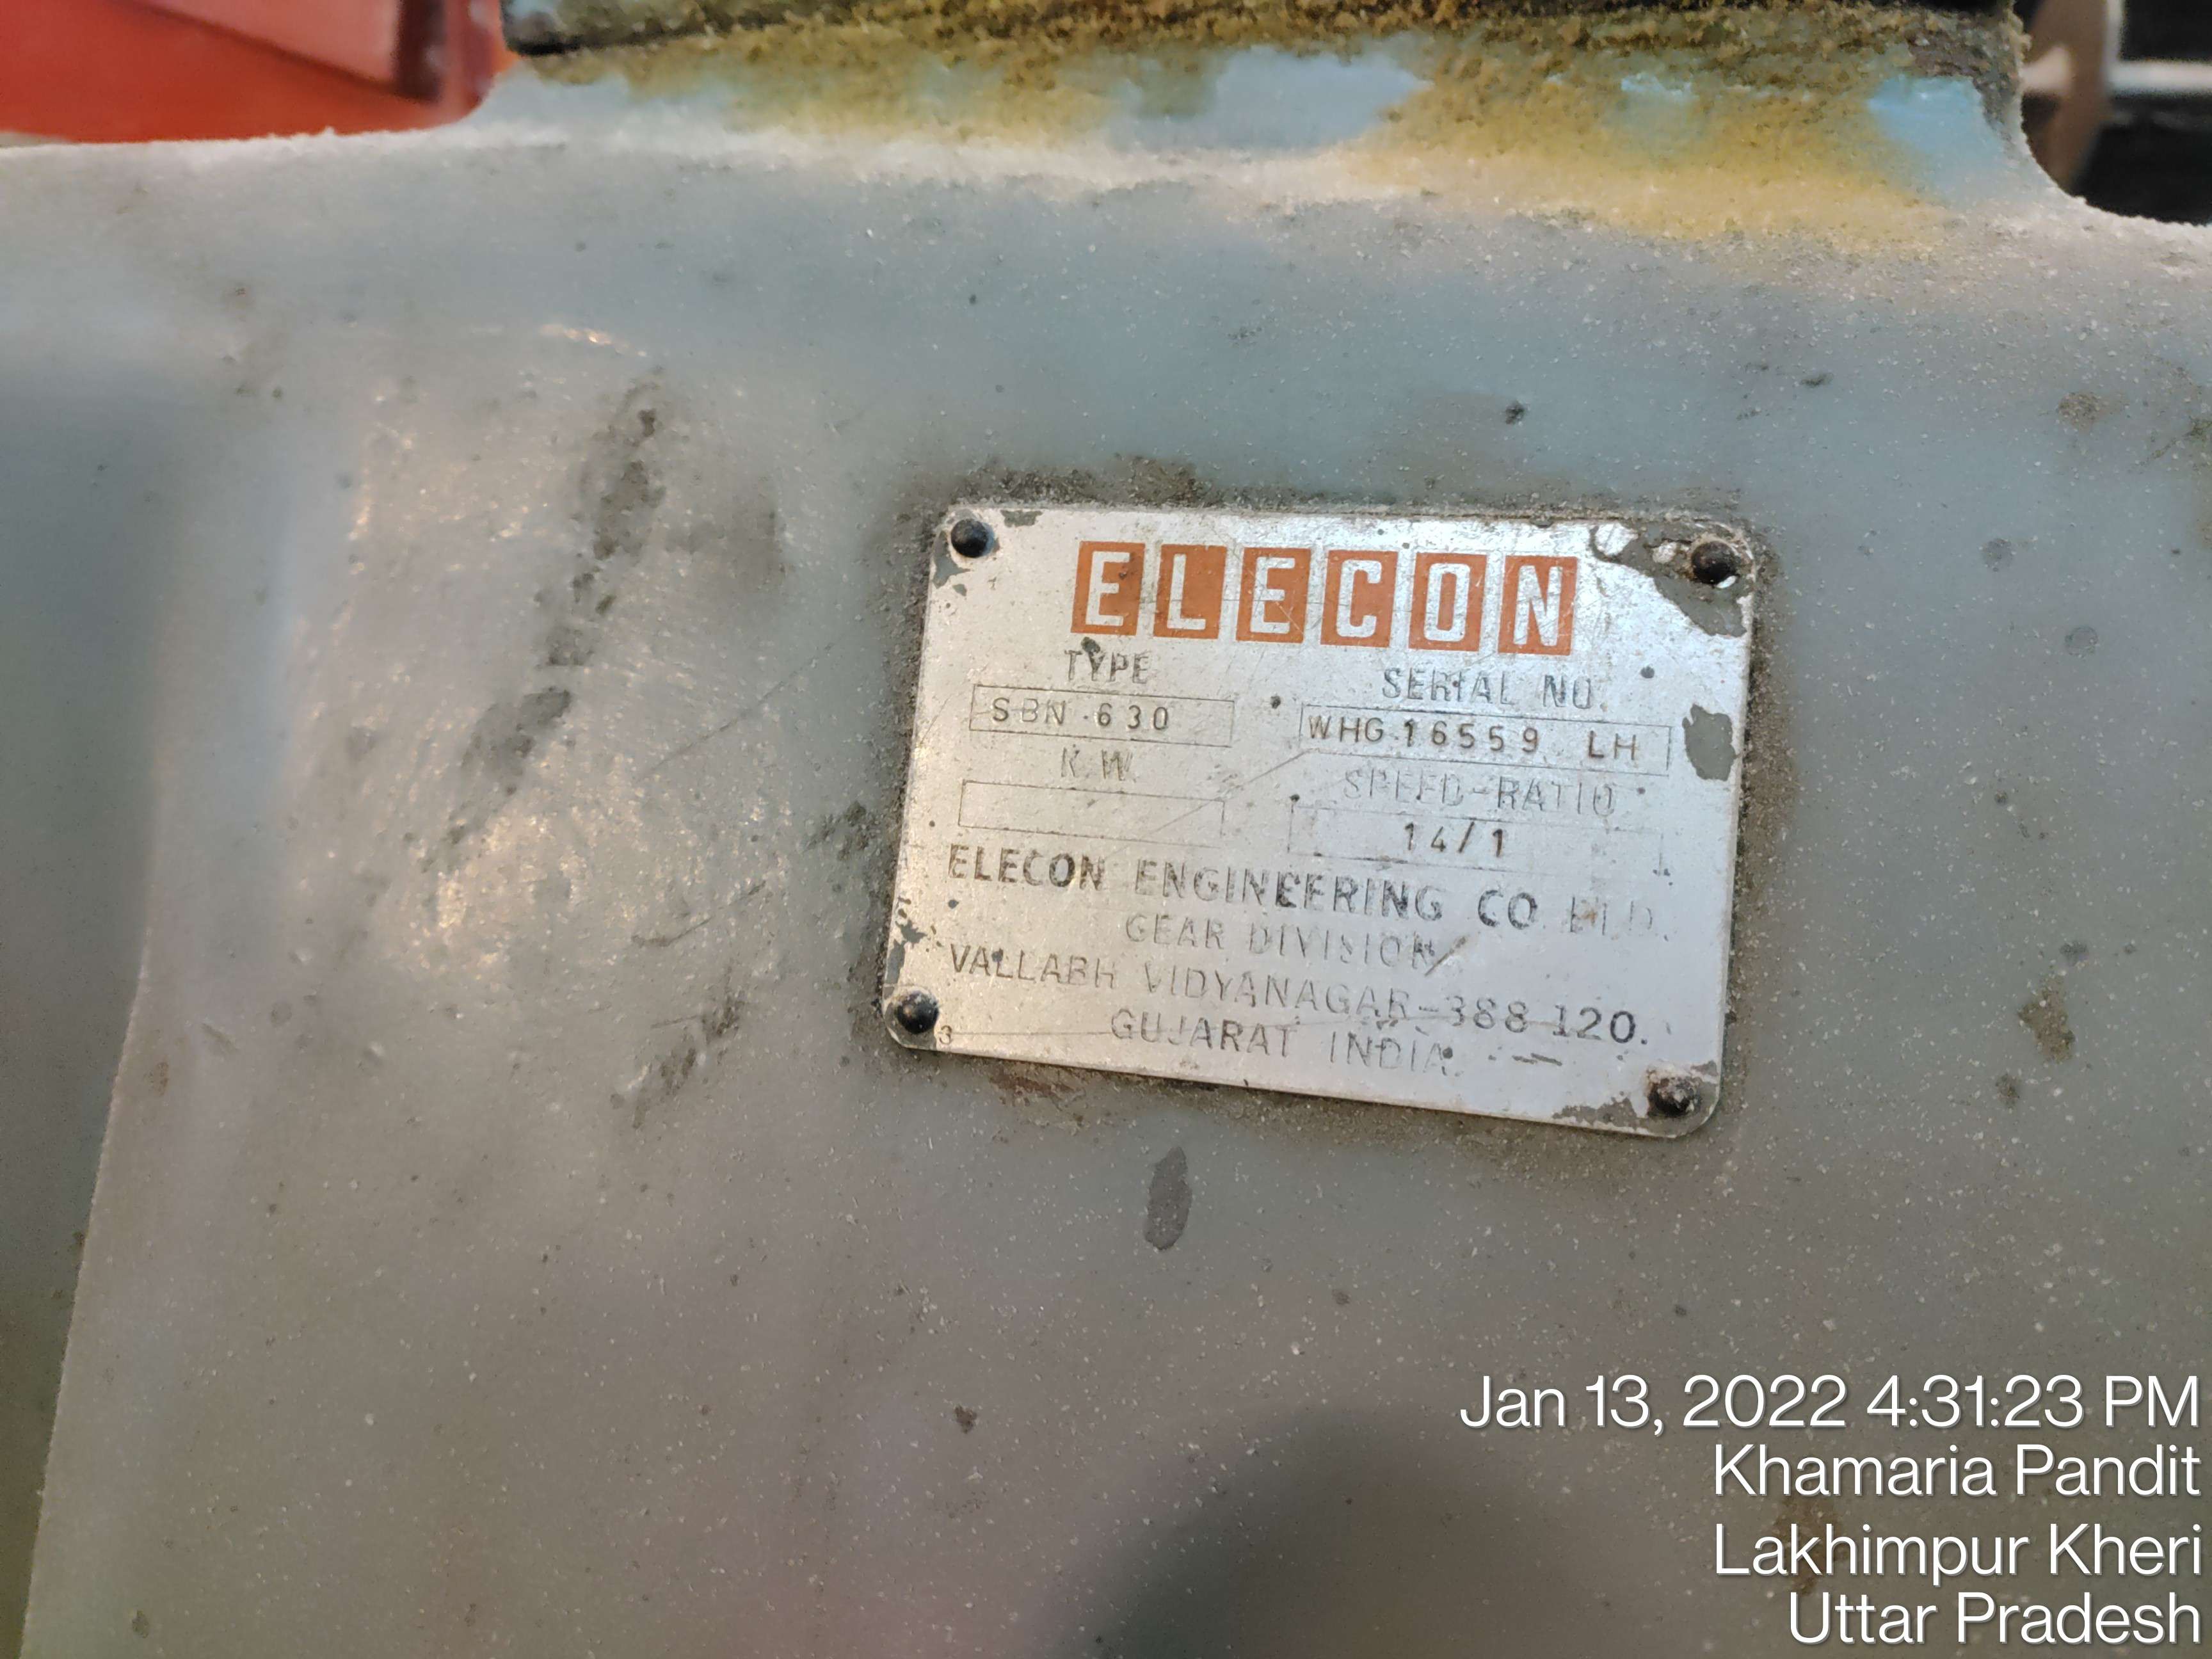 ELECON
TYPE
SERIAL NO.
SBN 630
WHG 16559 LH
K.W.
SPEED-RATIO
14/1
ELECON ENGINEERING CO LTD.
GEAR DIVISION
VALLABH VIDYANAGAR-388 120.
GUJARAT INDIA.
3
Jan 13, 2022 4:31:23 PM
Khamaria Pandit
Lakhimpur Kheri
Uttar Pradesh